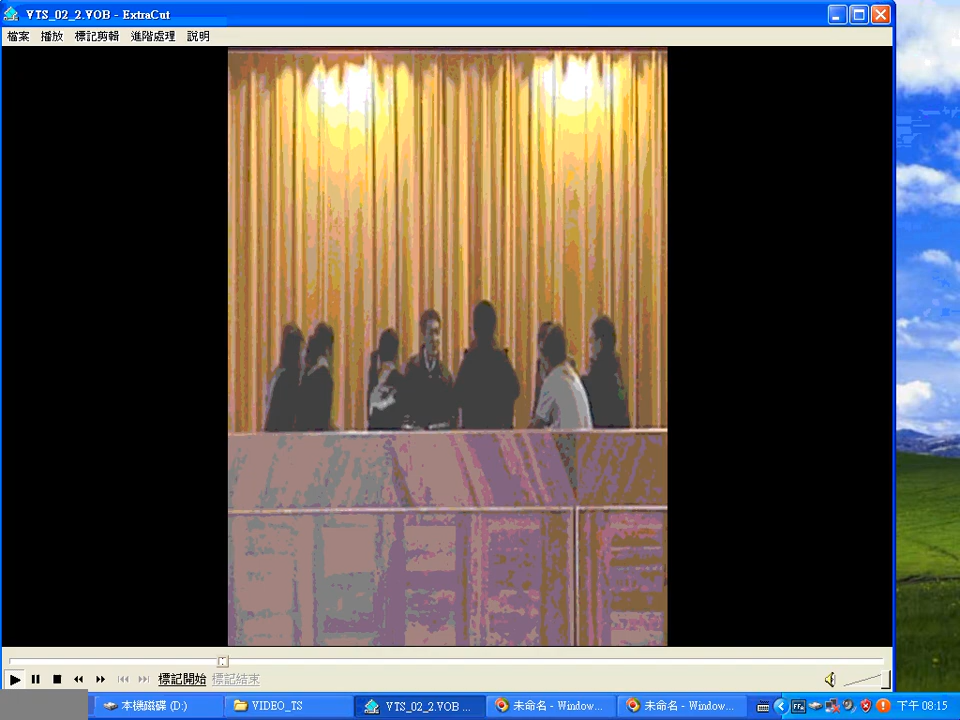 VTS_02_2.VOB - ExtraCut
檔案 播放 標記剪輯 進階處理 說明
標記開始 標記結束
本機磁碟 (D:) VIDEO_TS VTS_02_2.VOB ... 未命名 - Window... 未命名 - Window... 下午 08:15